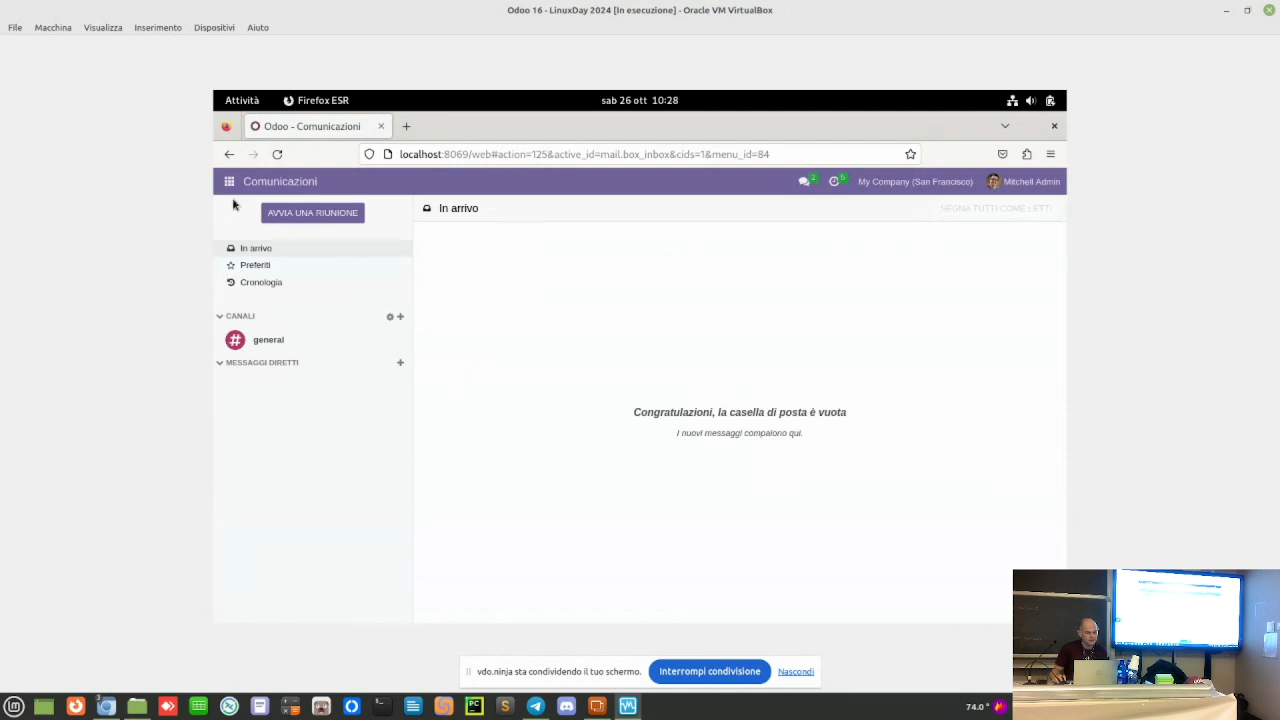 Odoo 16 - LinuxDay 2024 [In esecuzione] - Oracle VM VirtualBox
File Macchina Visualizza Inserimento Dispositivi Aiuto
Attività Firefox ESR sab 26 ott 10:28
Odoo - Comunicazioni
localhost:8069/web#action=125&active_id=mail.box_inbox&cids=1&menu_id=84
Comunicazioni 2 5 My Company (San Francisco) Mitchell Admin
AVVIA UNA RIUNIONE In arrivo SEGNA TUTTI COME LETTI
In arrivo
Preferiti
Cronologia
CANALI
general
MESSAGGI DIRETTI
Congratulazioni, la casella di posta è vuota
I nuovi messaggi compaiono qui.
vdo.ninja sta condividendo il tuo schermo. Interrompi condivisione Nascondi
3
PC
74.0 °